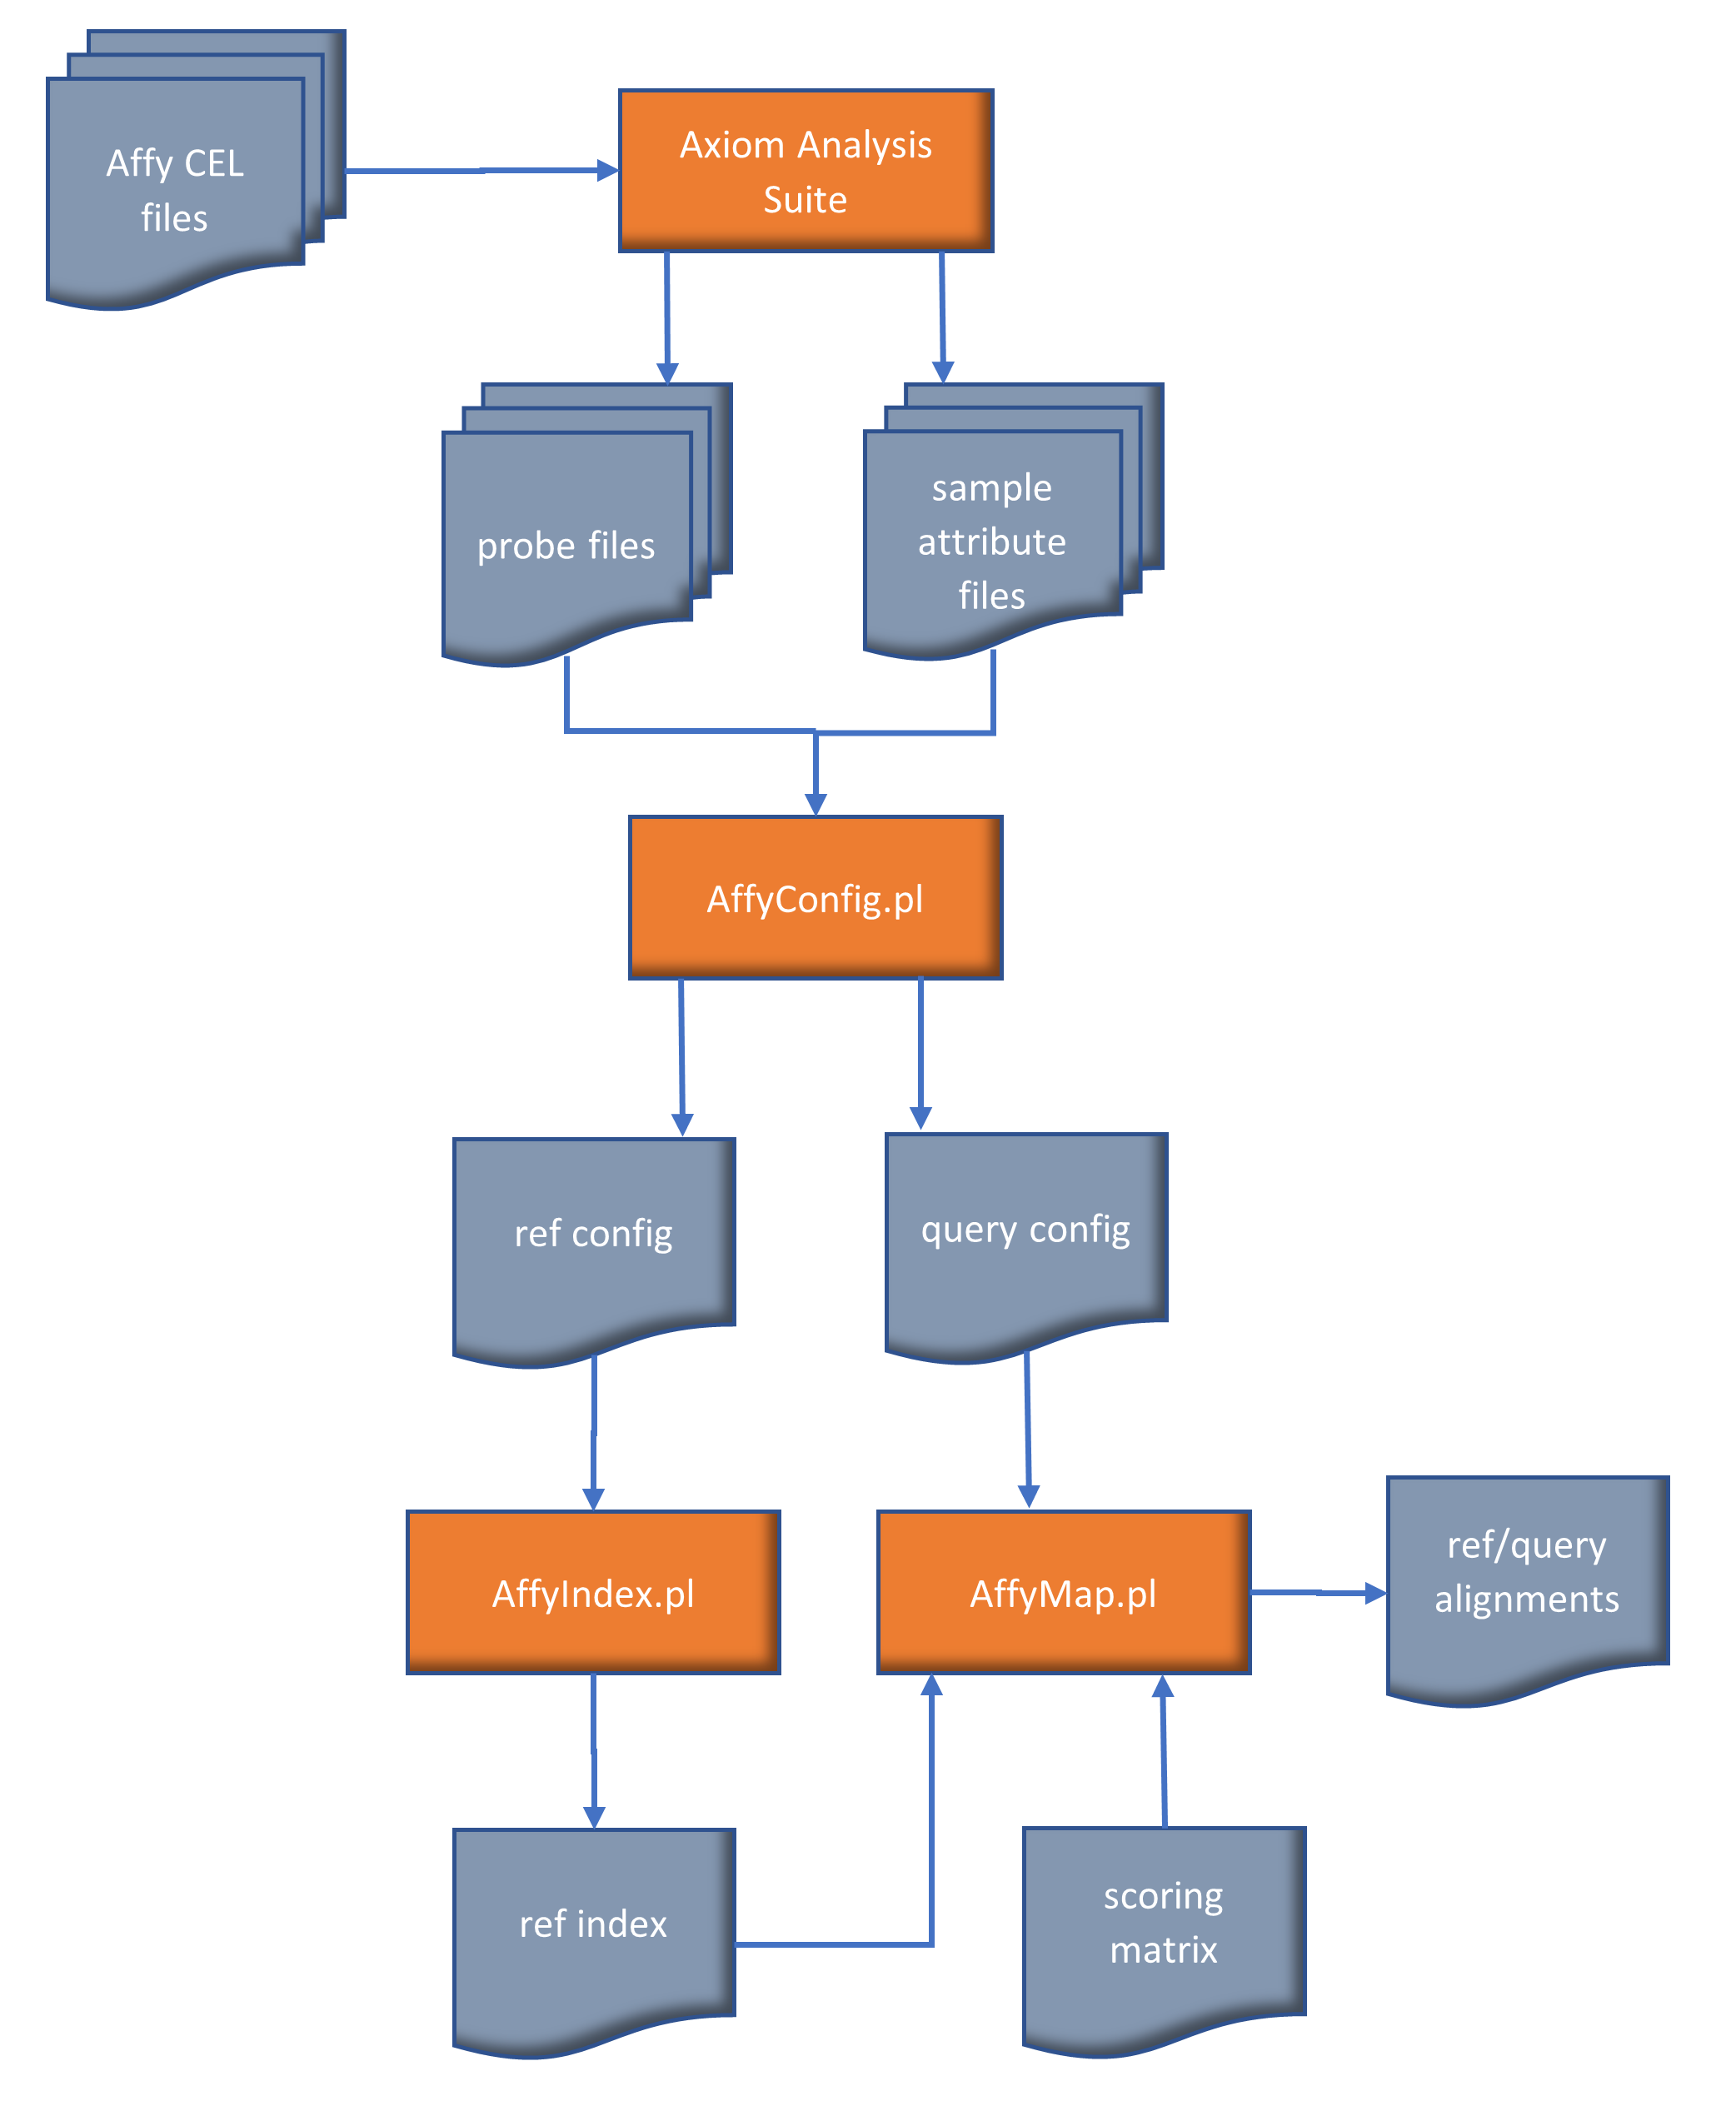 Affy CEL
files
Axiom Analysis
Suite
probe files
sample
attribute
files
AffyConfig.pl
ref config
query config
AffyIndex.pl
AffyMap.pl
ref/query
alignments
ref index
scoring
matrix